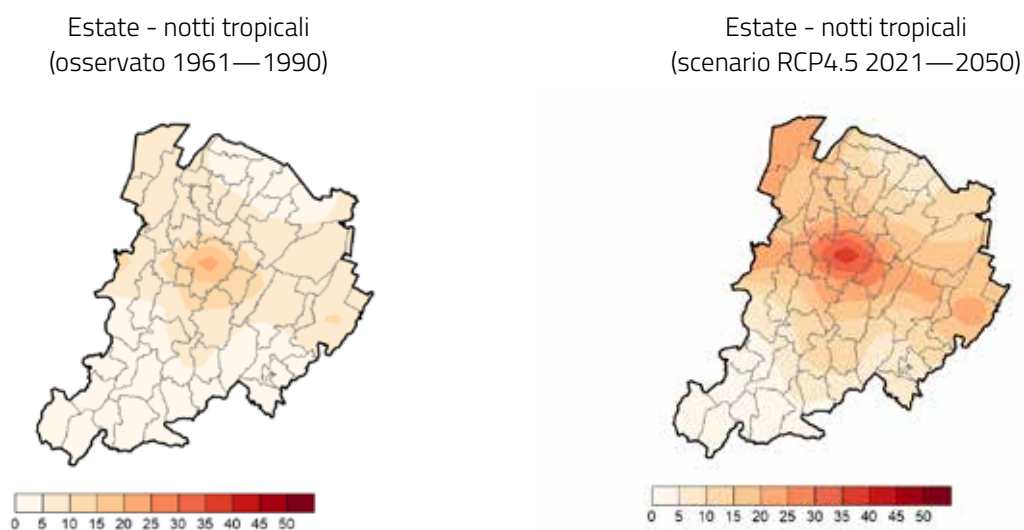 Estate - notti tropicali
(osservato 1961—1990)
Estate - notti tropicali
(scenario RCP4.5 2021—2050)
0 5 10 15 20 25 30 35 40 45 50
0 5 10 15 20 25 30 35 40 45 50